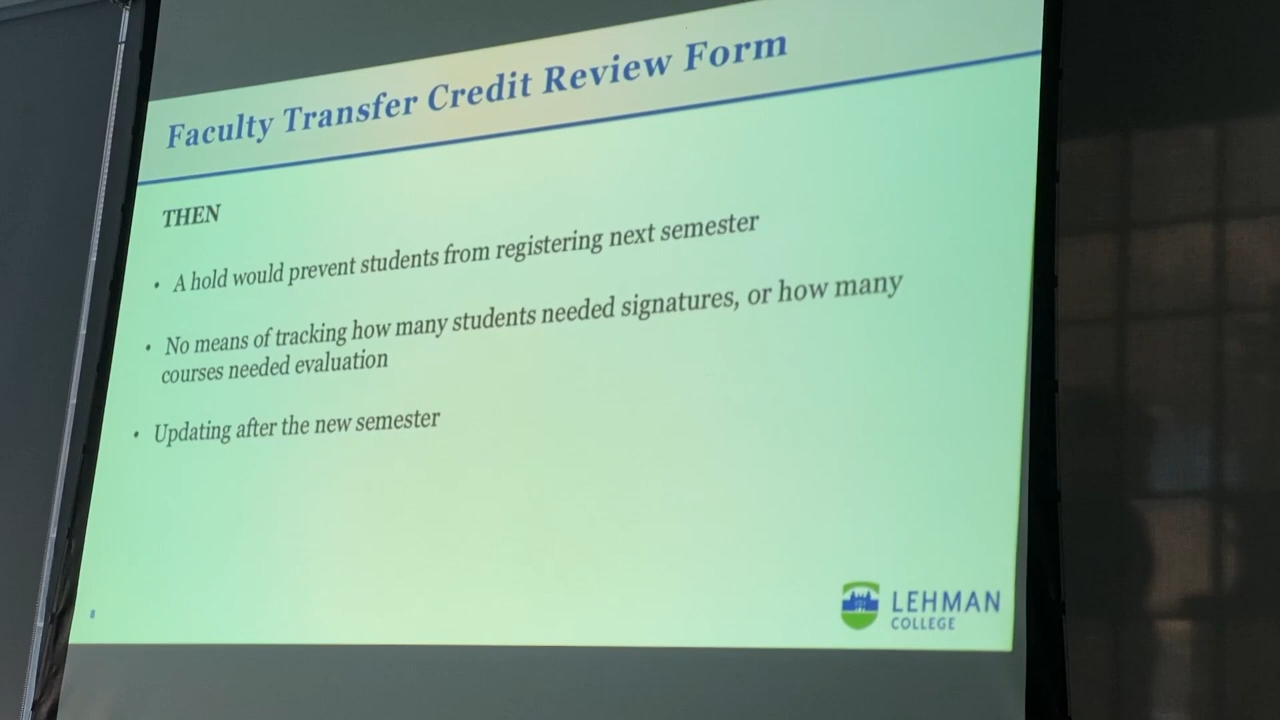 Faculty Transfer Credit Review Form
THEN
• A hold would prevent students from registering next semester
• No means of tracking how many students needed signatures, or how many
courses needed evaluation
• Updating after the new semester
8
LEHMAN
COLLEGE